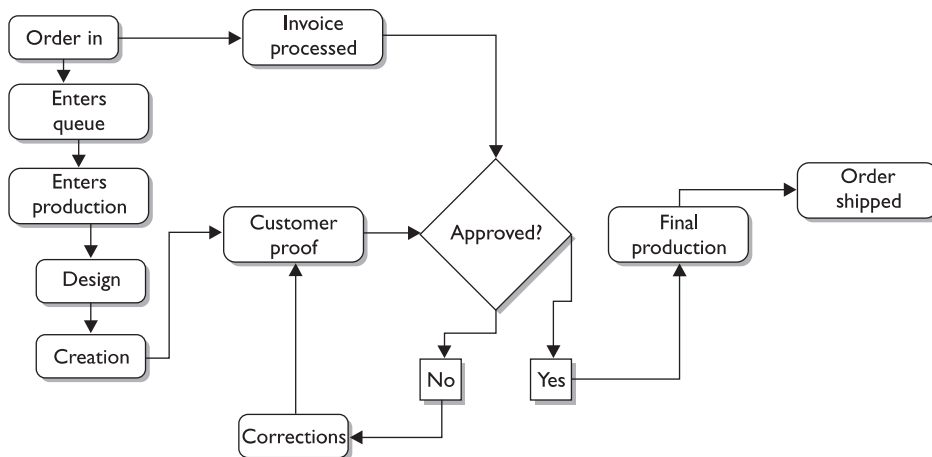 Order in
Invoice
processed
Enters
queue
Enters
production
Design
Creation
Customer
proof
Approved?
No
Corrections
Yes
Final
production
Order
shipped